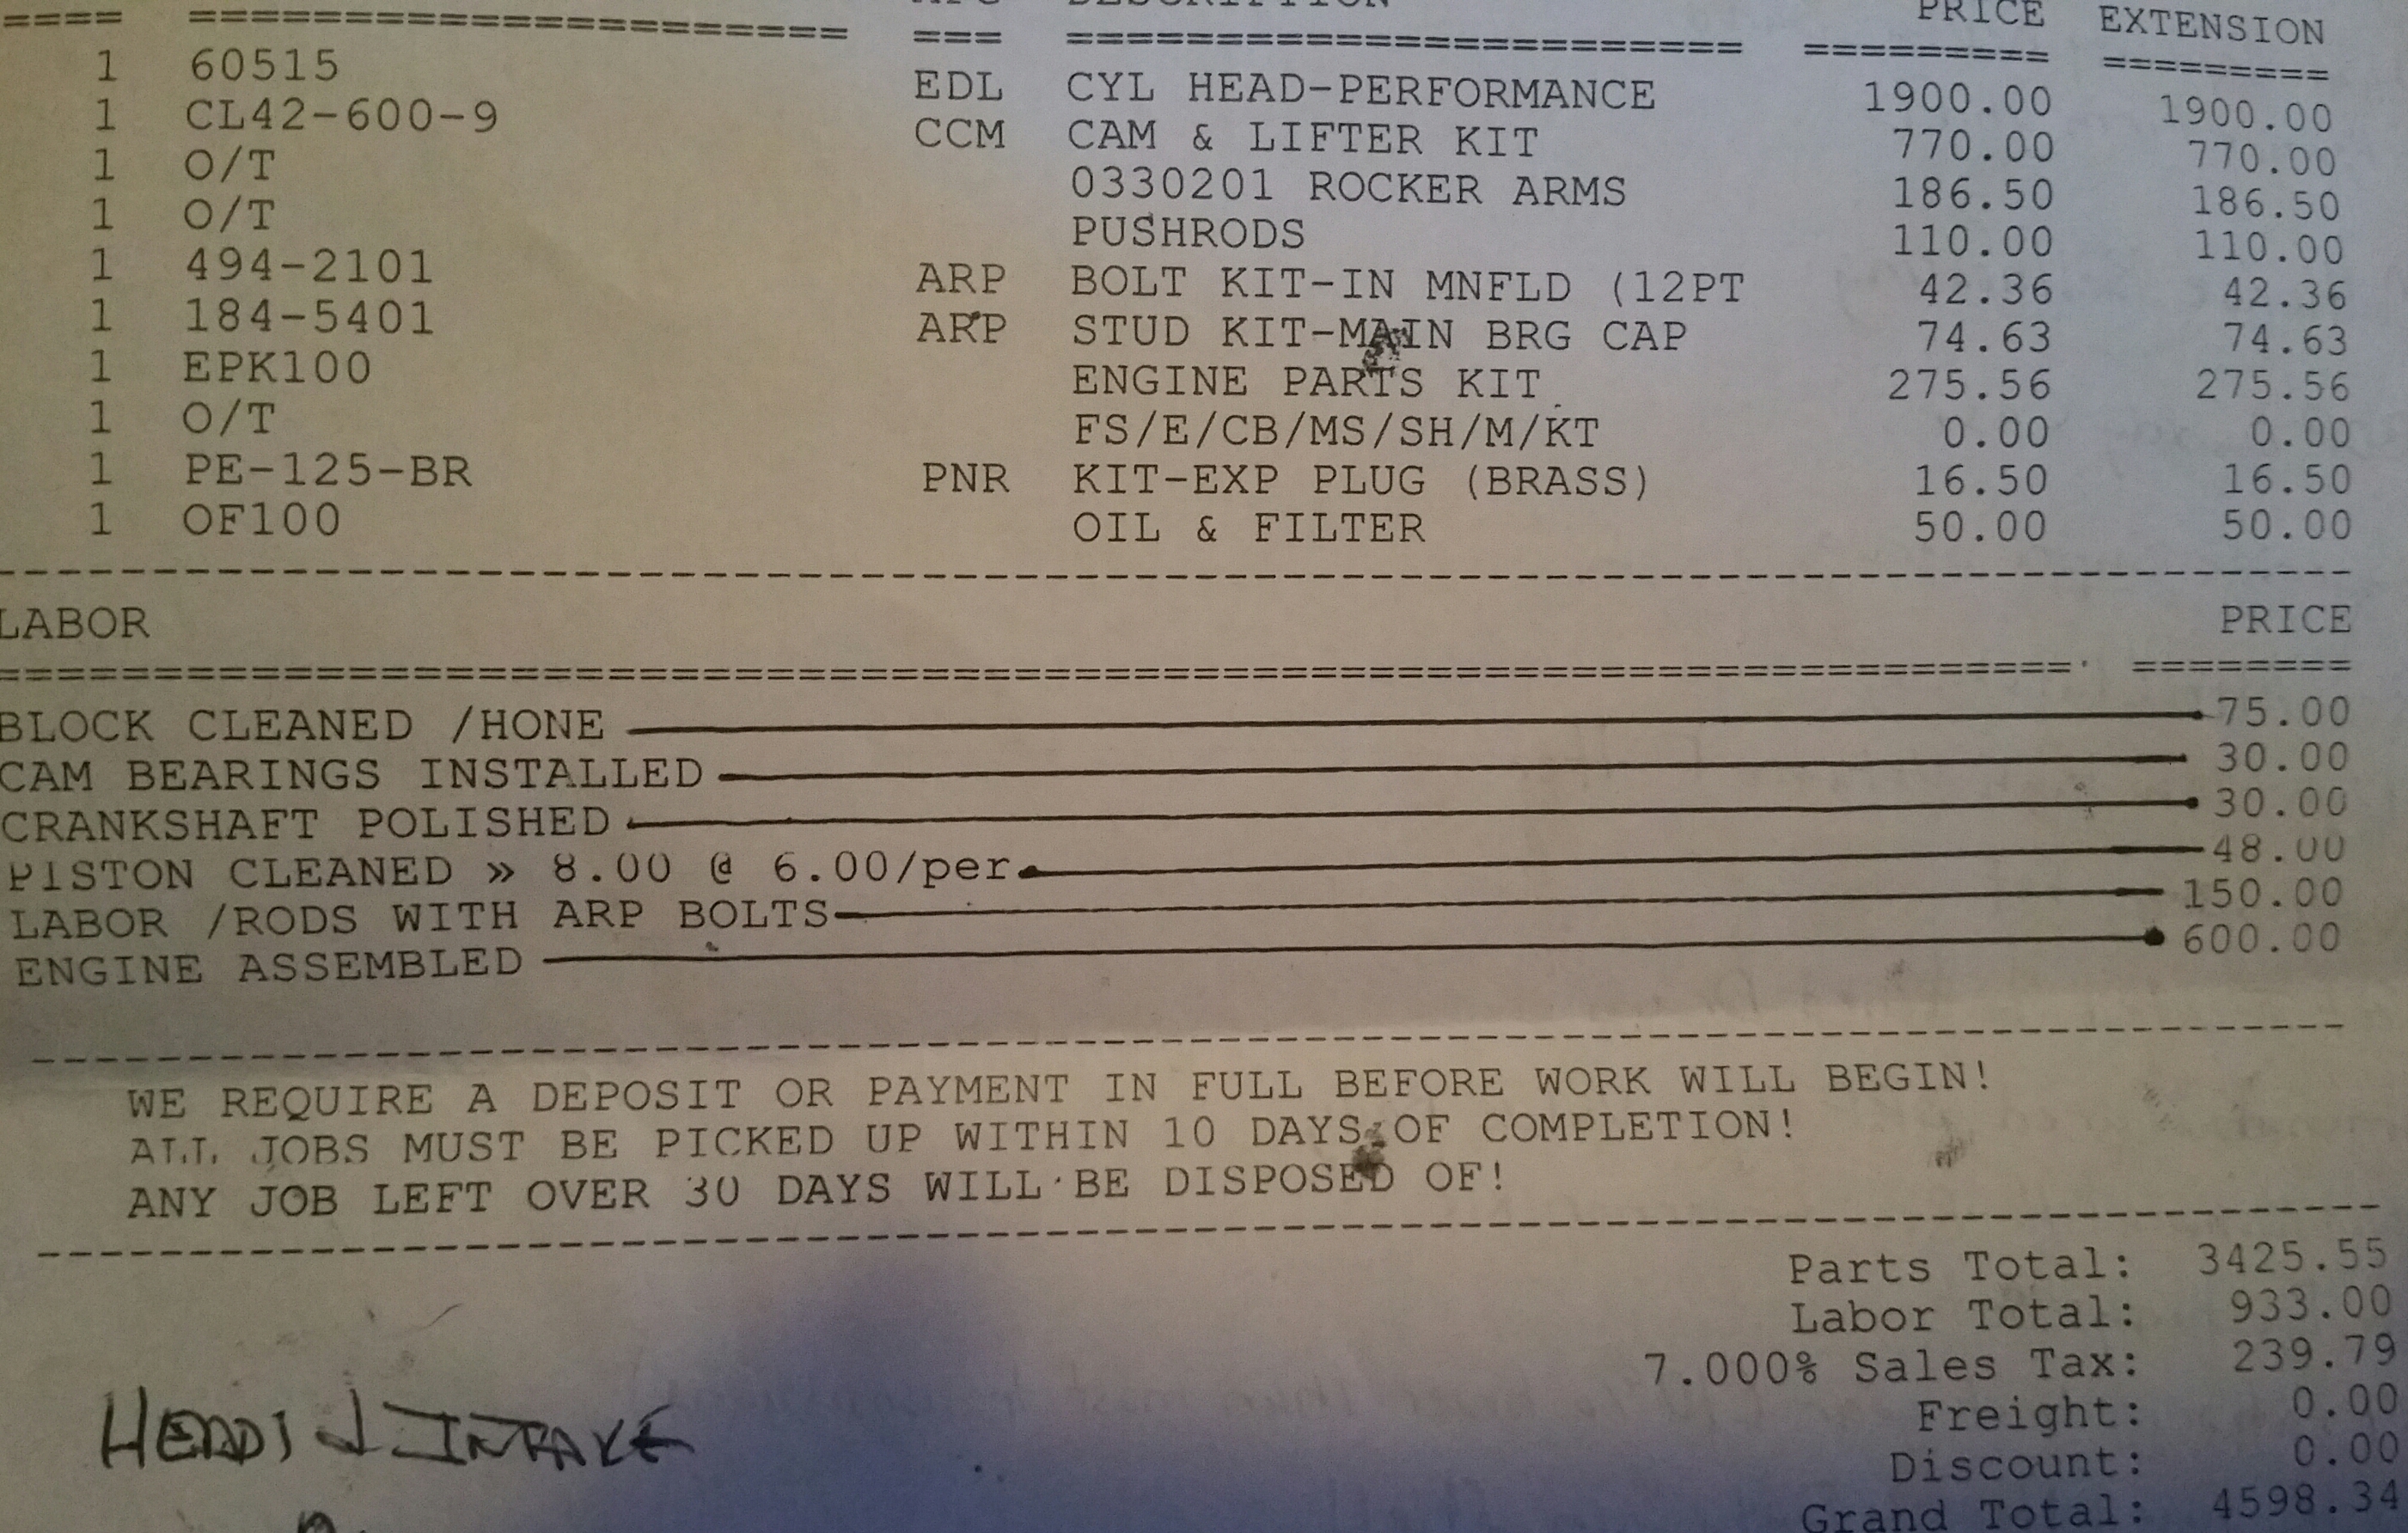 PRICE EXTENSION
==== ====================== === ======================= ========= =========
1 60515 EDL CYL HEAD-PERFORMANCE 1900.00 1900.00
1 CL42-600-9 CCM CAM & LIFTER KIT 770.00 770.00
1 O/T 0330201 ROCKER ARMS 186.50 186.50
1 O/T PUSHRODS 110.00 110.00
1 494-2101 ARP BOLT KIT-IN MNFLD (12PT 42.36 42.36
1 184-5401 ARP STUD KIT-MAIN BRG CAP 74.63 74.63
1 EPK100 ENGINE PARTS KIT 275.56 275.56
1 O/T FS/E/CB/MS/SH/M/KT 0.00 0.00
1 PE-125-BR PNR KIT-EXP PLUG (BRASS) 16.50 16.50
1 OF100 OIL & FILTER 50.00 50.00
LABOR PRICE
BLOCK CLEANED /HONE 75.00
CAM BEARINGS INSTALLED 30.00
CRANKSHAFT POLISHED 30.00
PISTON CLEANED » 8.00 @ 6.00/per 48.00
LABOR /RODS WITH ARP BOLTS 150.00
ENGINE ASSEMBLED 600.00
WE REQUIRE A DEPOSIT OR PAYMENT IN FULL BEFORE WORK WILL BEGIN!
ALL JOBS MUST BE PICKED UP WITHIN 10 DAYS OF COMPLETION!
ANY JOB LEFT OVER 30 DAYS WILL BE DISPOSED OF!
Parts Total: 3425.55
Labor Total: 933.00
7.000% Sales Tax: 239.79
Freight: 0.00
Discount: 0.00
Grand Total: 4598.34
HEADS & INTAKE